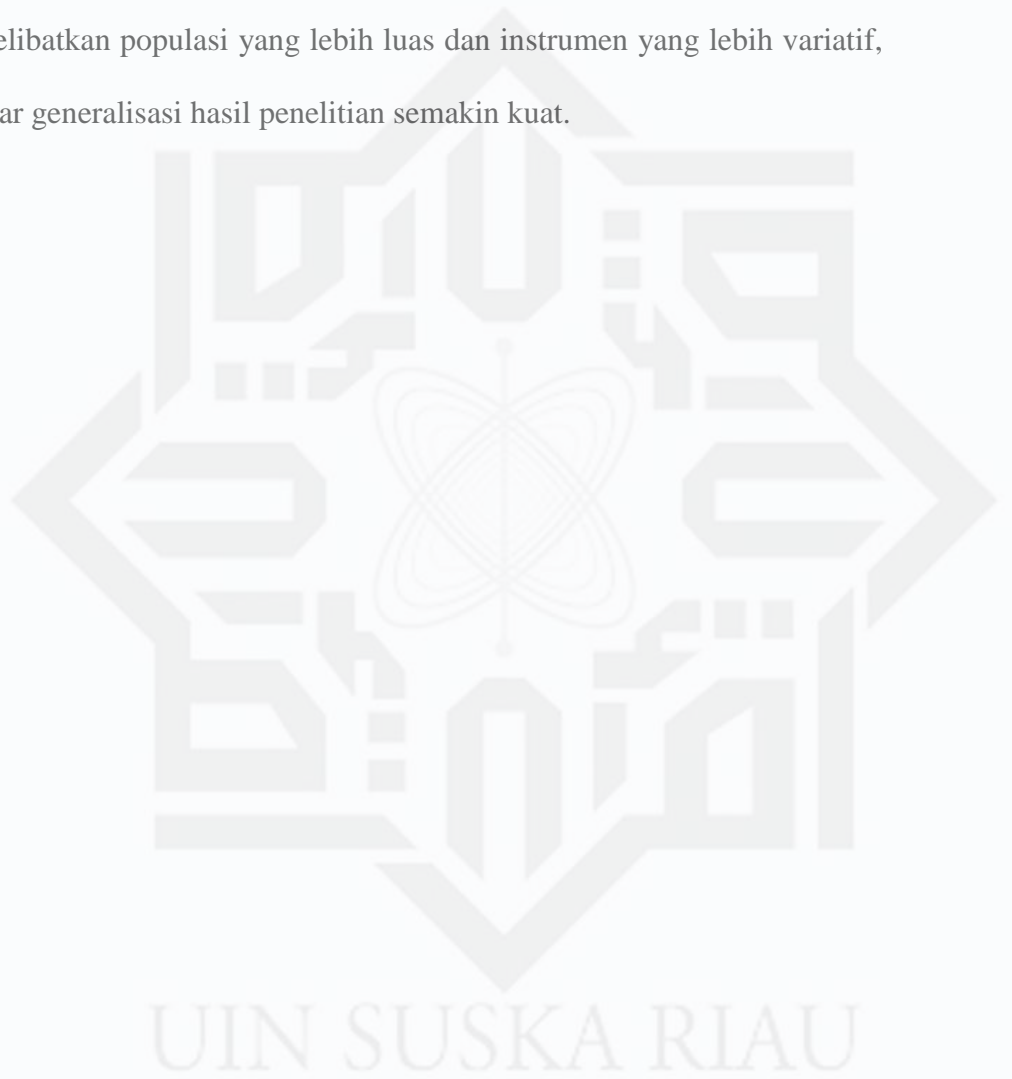 elibatkan populasi yang lebih luas dan instrumen yang lebih variatif,
ar generalisasi hasil penelitian semakin kuat.
UIN SUSKA RIAU